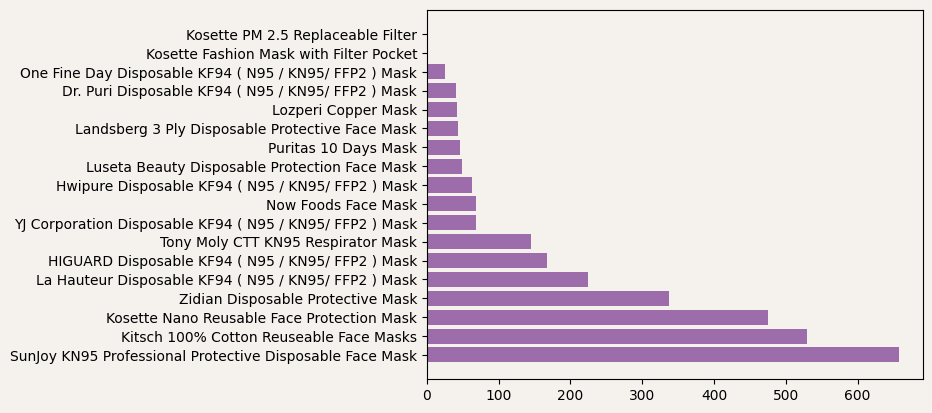 Kosette PM 2.5 Replaceable Filter
Kosette Fashion Mask with Filter Pocket
One Fine Day Disposable KF94 ( N95 / KN95/ FFP2 ) Mask
Dr. Puri Disposable KF94 ( N95 / KN95/ FFP2 ) Mask
Lozperi Copper Mask
Landsberg 3 Ply Disposable Protective Face Mask
Puritas 10 Days Mask
Luseta Beauty Disposable Protection Face Mask
Hwipure Disposable KF94 ( N95 / KN95/ FFP2 ) Mask
Now Foods Face Mask
YJ Corporation Disposable KF94 ( N95 / KN95/ FFP2 ) Mask
Tony Moly CTT KN95 Respirator Mask
HIGUARD Disposable KF94 ( N95 / KN95/ FFP2 ) Mask
La Hauteur Disposable KF94 ( N95 / KN95/ FFP2 ) Mask
Zidian Disposable Protective Mask
Kosette Nano Reusable Face Protection Mask
Kitsch 100% Cotton Reuseable Face Masks
SunJoy KN95 Professional Protective Disposable Face Mask
0 100 200 300 400 500 600